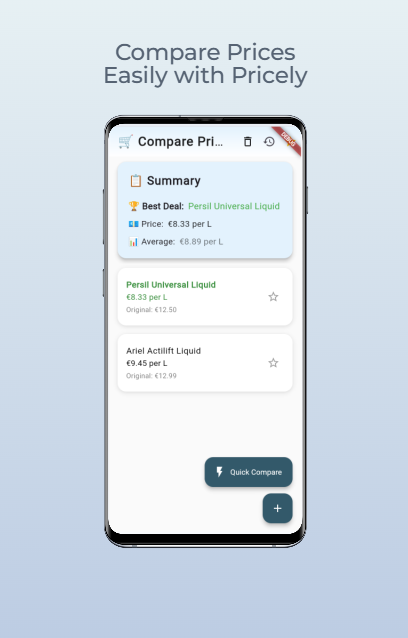 Compare Prices
Easily with Pricely
🛒 Compare Pri...
DEBUG
📋 Summary
🏆 Best Deal: Persil Universal Liquid
💶 Price: €8.33 per L
📊 Average: €8.89 per L
Persil Universal Liquid
€8.33 per L
Original: €12.50
Ariel Actilift Liquid
€9.45 per L
Original: €12.99
Quick Compare
+